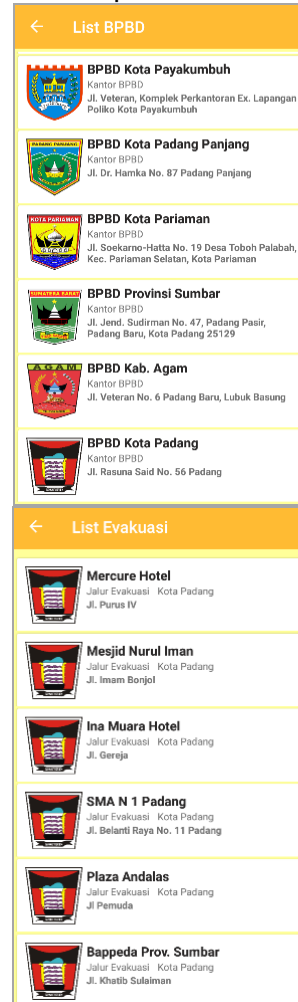 List BPBD
BPBD Kota Payakumbuh
Kantor BPBD
Jl. Veteran, Komplek Perkantoran Ex. Lapangan
Poliko Kota Payakumbuh
PADANG PANJANG
BPBD Kota Padang Panjang
Kantor BPBD
Jl. Dr. Hamka No. 87 Padang Panjang
KOTA PARIAMAN
BPBD Kota Pariaman
Kantor BPBD
Jl. Soekarno-Hatta No. 19 Desa Toboh Palabah,
Kec. Pariaman Selatan, Kota Pariaman
SUMATERA BARAT
BPBD Provinsi Sumbar
Kantor BPBD
Jl. Jend. Sudirman No. 47, Padang Pasir,
Padang Baru, Kota Padang 25129
AGAM
BPBD Kab. Agam
Kantor BPBD
Jl. Veteran No. 6 Padang Baru, Lubuk Basung
BPBD Kota Padang
Kantor BPBD
Jl. Rasuna Said No. 56 Padang
List Evakuasi
Mercure Hotel
Jalur Evakuasi Kota Padang
Jl. Purus IV
Mesjid Nurul Iman
Jalur Evakuasi Kota Padang
Jl. Imam Bonjol
Ina Muara Hotel
Jalur Evakuasi Kota Padang
Jl. Gereja
SMA N 1 Padang
Jalur Evakuasi Kota Padang
Jl. Belanti Raya No. 11 Padang
Plaza Andalas
Jalur Evakuasi Kota Padang
Jl Pemuda
Bappeda Prov. Sumbar
Jalur Evakuasi Kota Padang
Jl. Khatib Sulaiman